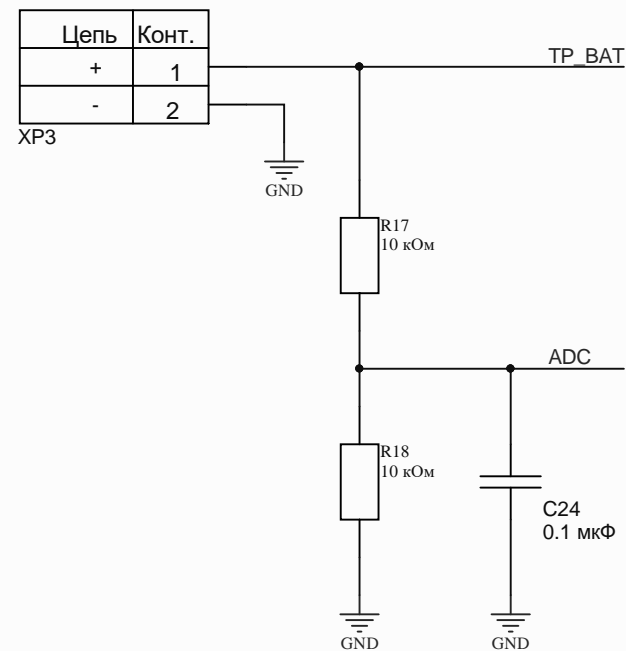 Цепь Конт.
+ 1
- 2
XP3
TP_BAT
GND
R17
10 кОм
ADC
R18
10 кОм
C24
0.1 мкФ
GND
GND